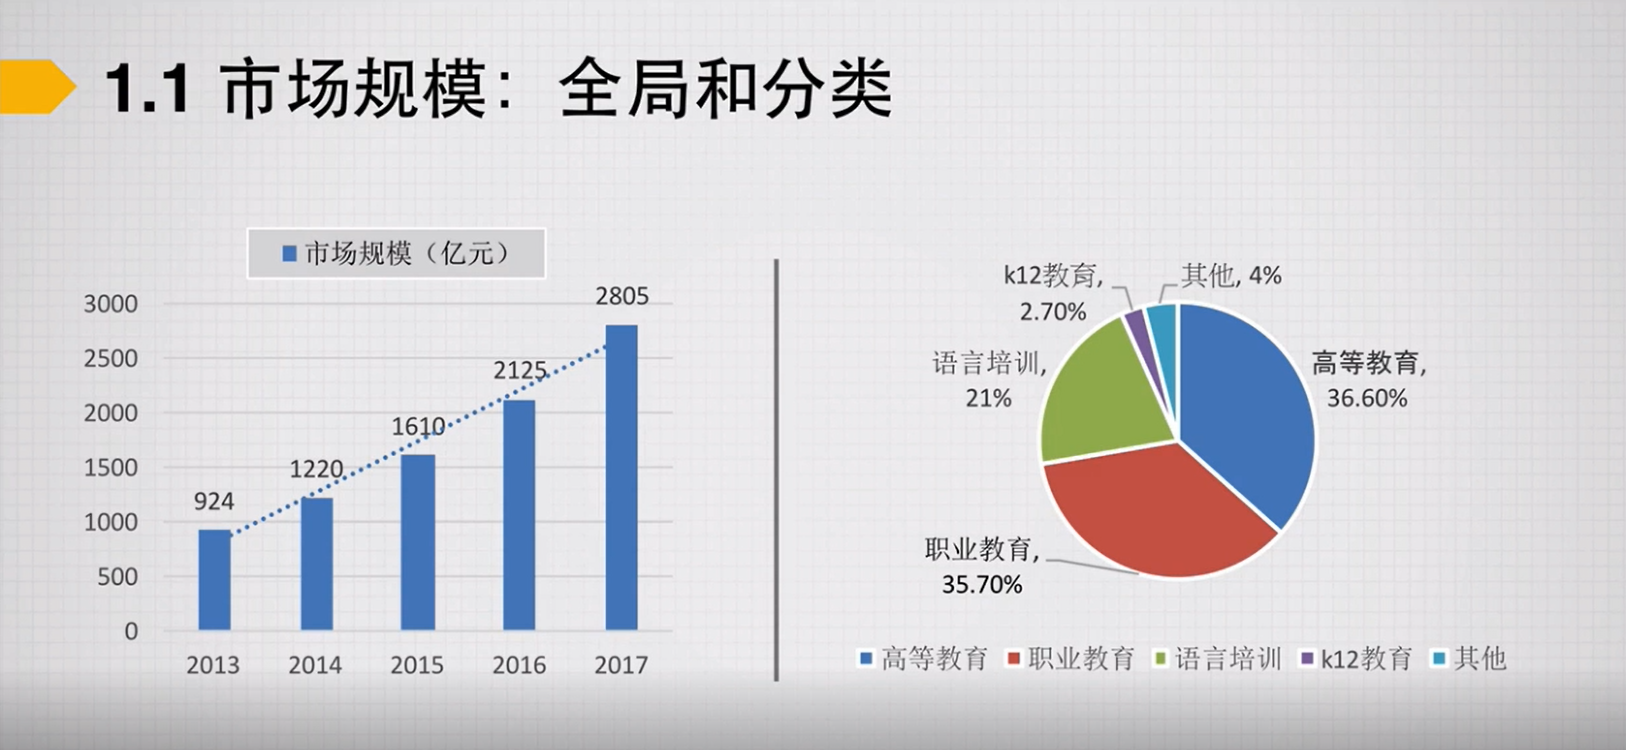 1.1 市场规模：全局和分类
市场规模（亿元）
3000
2500
2000
1500
1000
500
0
924
1220
1610
2125
2805
2013
2014
2015
2016
2017
k12教育,
2.70%
其他, 4%
语言培训,
21%
高等教育,
36.60%
职业教育,
35.70%
高等教育 职业教育 语言培训 k12教育 其他